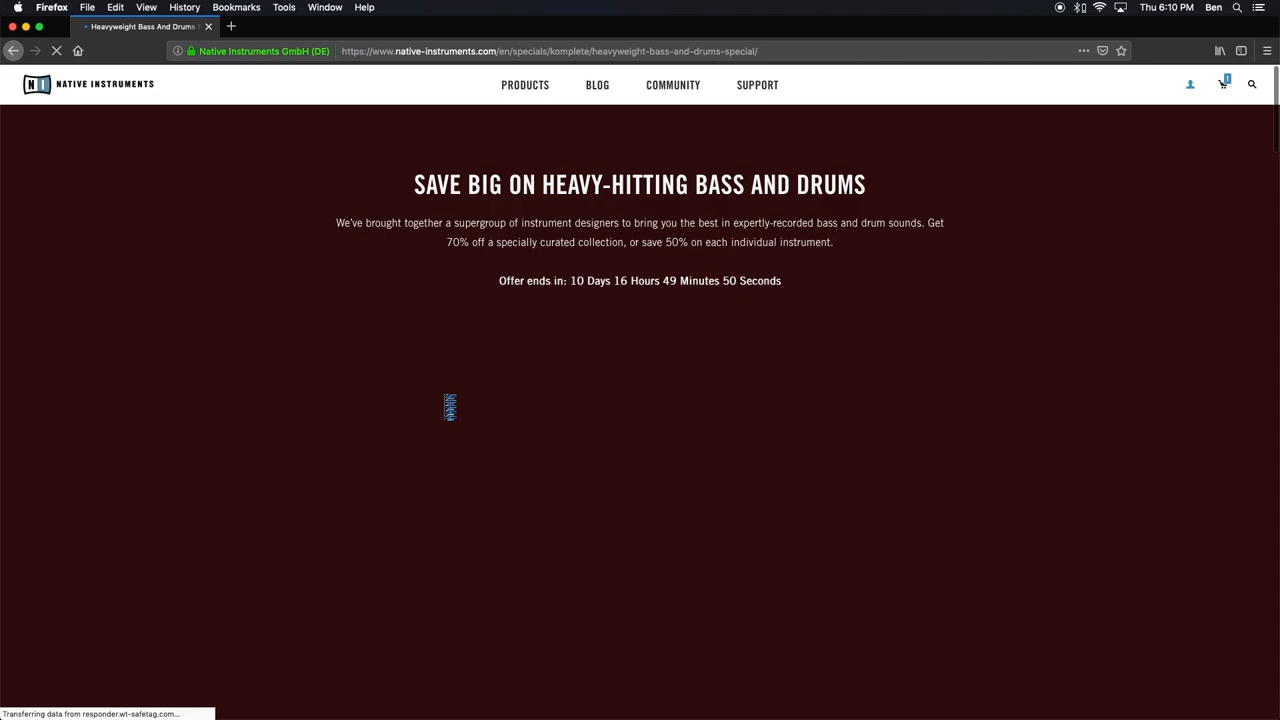 Firefox File Edit View History Bookmarks Tools Window Help Thu 6:10 PM Ben
Heavyweight Bass And Drums S
Native Instruments GmbH (DE) https://www.native-instruments.com/en/specials/komplete/heavyweight-bass-and-drums-special/
NI NATIVE INSTRUMENTS PRODUCTS BLOG COMMUNITY SUPPORT 1
SAVE BIG ON HEAVY-HITTING BASS AND DRUMS
We've brought together a supergroup of instrument designers to bring you the best in expertly-recorded bass and drum sounds. Get
70% off a specially curated collection, or save 50% on each individual instrument.
Offer ends in: 10 Days 16 Hours 49 Minutes 50 Seconds
Transferring data from responder.wt-safetag.com...